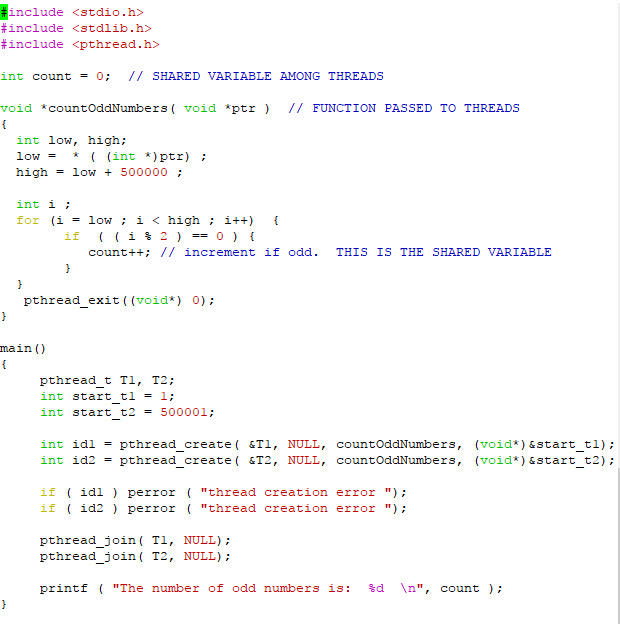 #include <stdio.h>
#include <stdlib.h>
#include <pthread.h>
int count = 0;  // SHARED VARIABLE AMONG THREADS
void *countOddNumbers( void *ptr )  // FUNCTION PASSED TO THREADS
{
  int low, high;
  low =  * ( (int *)ptr) ;
  high = low + 500000 ;
  int i ;
  for (i = low ; i < high ; i++)  {
        if  ( ( i % 2 ) == 0 ) {
           count++; // increment if odd.  THIS IS THE SHARED VARIABLE
        }
  }
   pthread_exit((void*) 0);
}
main()
{
     pthread_t T1, T2;
     int start_t1 = 1;
     int start_t2 = 500001;
     int id1 = pthread_create( &T1, NULL, countOddNumbers, (void*)&start_t1);
     int id2 = pthread_create( &T2, NULL, countOddNumbers, (void*)&start_t2);
     if ( id1 ) perror ( "thread creation error ");
     if ( id2 ) perror ( "thread creation error ");
     pthread_join( T1, NULL);
     pthread_join( T2, NULL);
     printf ( "The number of odd numbers is:  %d  \n", count );
}